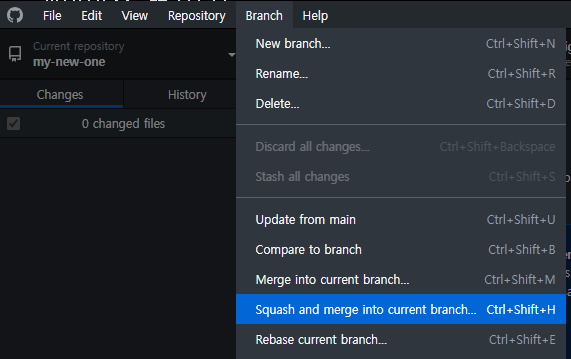 File Edit View Repository Branch Help
Current repository
my-new-one
Changes History
0 changed files
New branch... Ctrl+Shift+N
Rename... Ctrl+Shift+R
Delete... Ctrl+Shift+D
Discard all changes... Ctrl+Shift+Backspace
Stash all changes Ctrl+Shift+S
Update from main Ctrl+Shift+U
Compare to branch Ctrl+Shift+B
Merge into current branch... Ctrl+Shift+M
Squash and merge into current branch... Ctrl+Shift+H
Rebase current branch... Ctrl+Shift+E